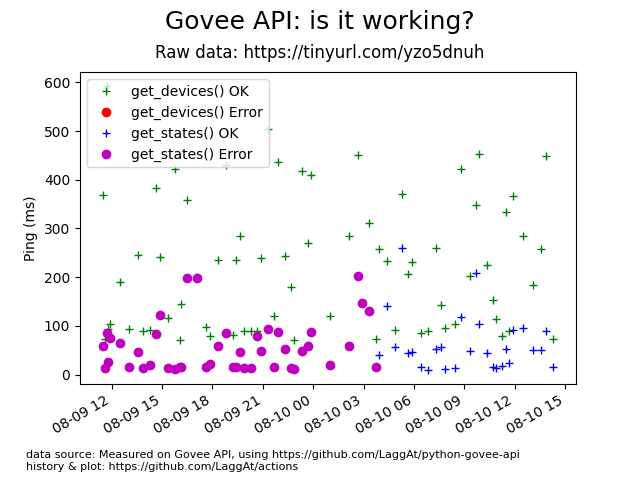 Govee API: is it working?
Raw data: https://tinyurl.com/yzo5dnuh
600
500
400
300
200
100
0
Ping (ms)
get_devices() OK
get_devices() Error
get_states() OK
get_states() Error
08-09 12
08-09 15
08-09 18
08-09 21
08-10 00
08-10 03
08-10 06
08-10 09
08-10 12
08-10 15
data source: Measured on Govee API, using https://github.com/LaggAt/python-govee-api
history & plot: https://github.com/LaggAt/actions